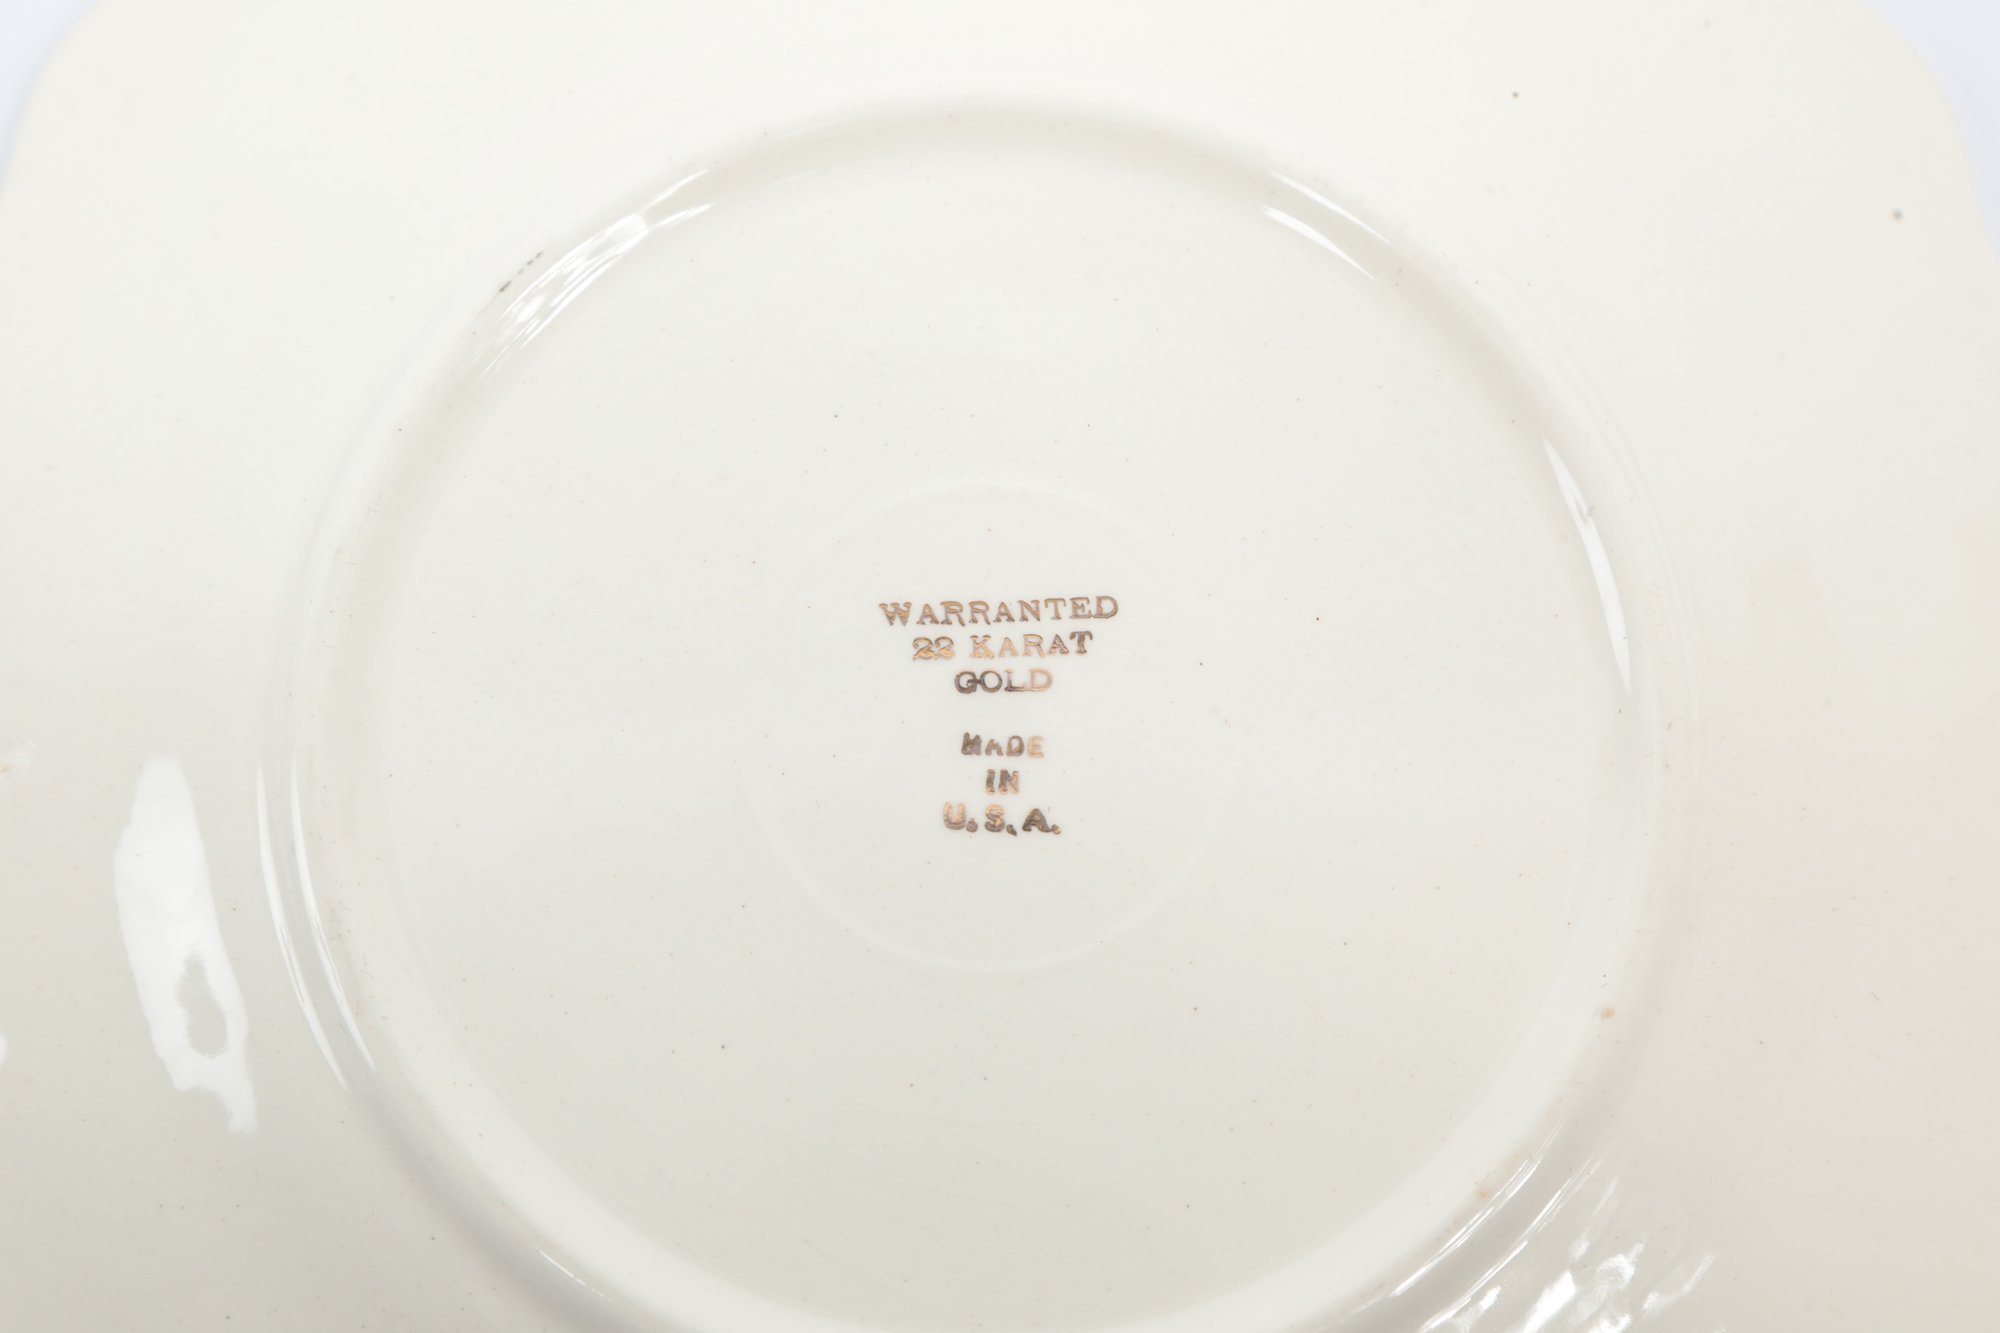 WARRANTED
22 KARAT
GOLD
MADE
IN
U.S.A.